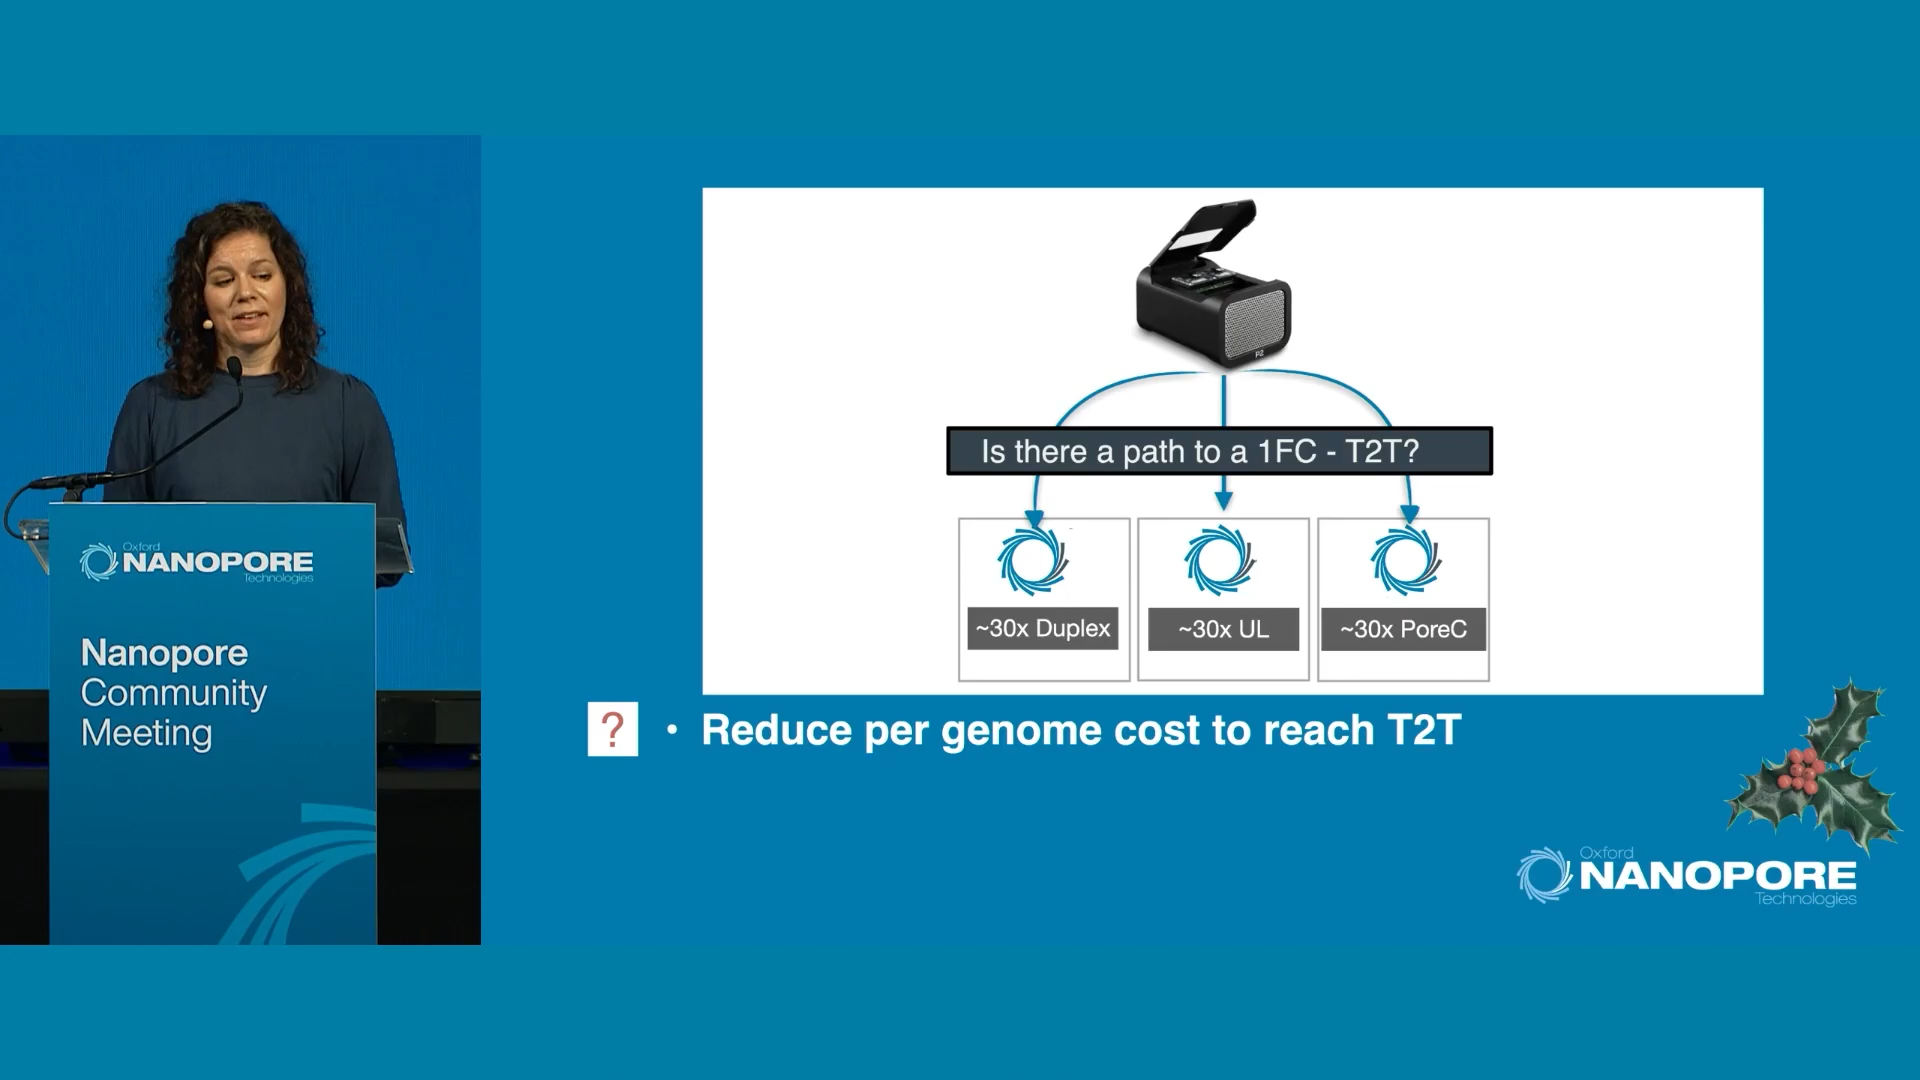 Oxford
NANOPORE
Technologies
Nanopore
Community
Meeting
P2
Is there a path to a 1FC - T2T?
~30x Duplex
~30x UL
~30x PoreC
? • Reduce per genome cost to reach T2T
Oxford
NANOPORE
Technologies